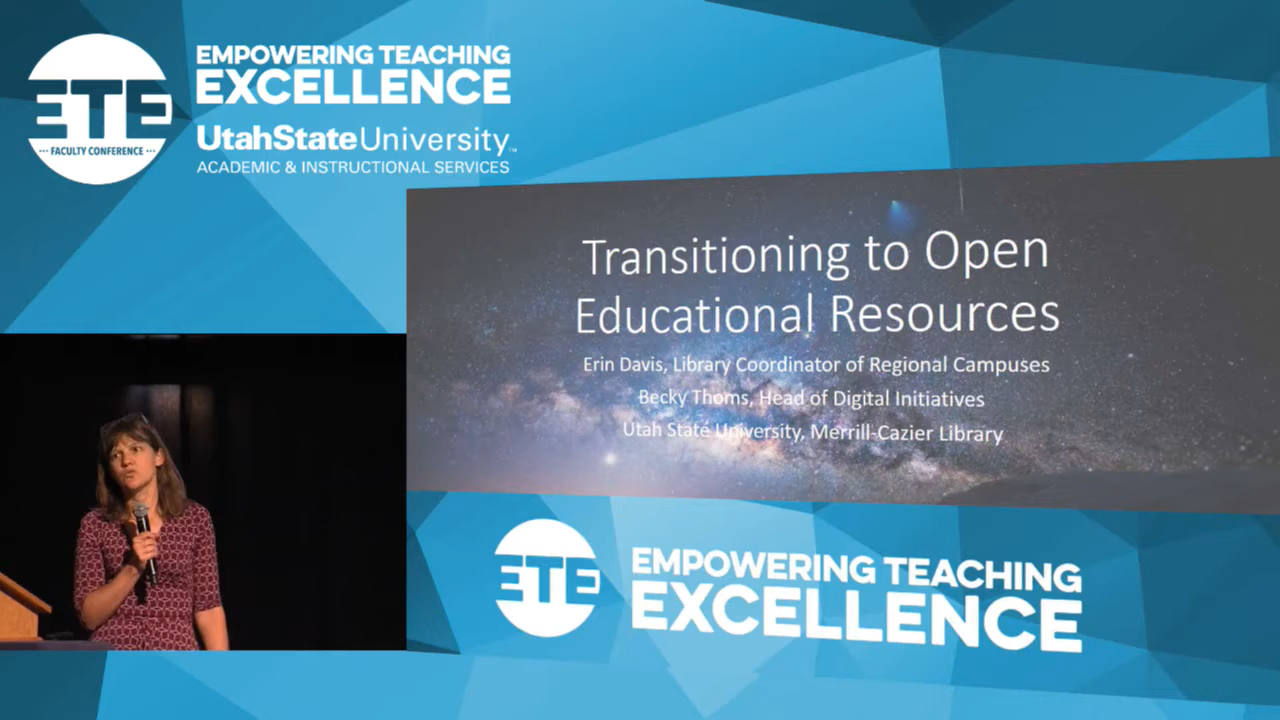 ETE
··· FACULTY CONFERENCE ···
EMPOWERING TEACHING
EXCELLENCE
UtahStateUniversity™
ACADEMIC & INSTRUCTIONAL SERVICES
Transitioning to Open
Educational Resources
Erin Davis, Library Coordinator of Regional Campuses
Becky Thoms, Head of Digital Initiatives
Utah State University, Merrill-Cazier Library
ETE
EMPOWERING TEACHING
EXCELLENCE